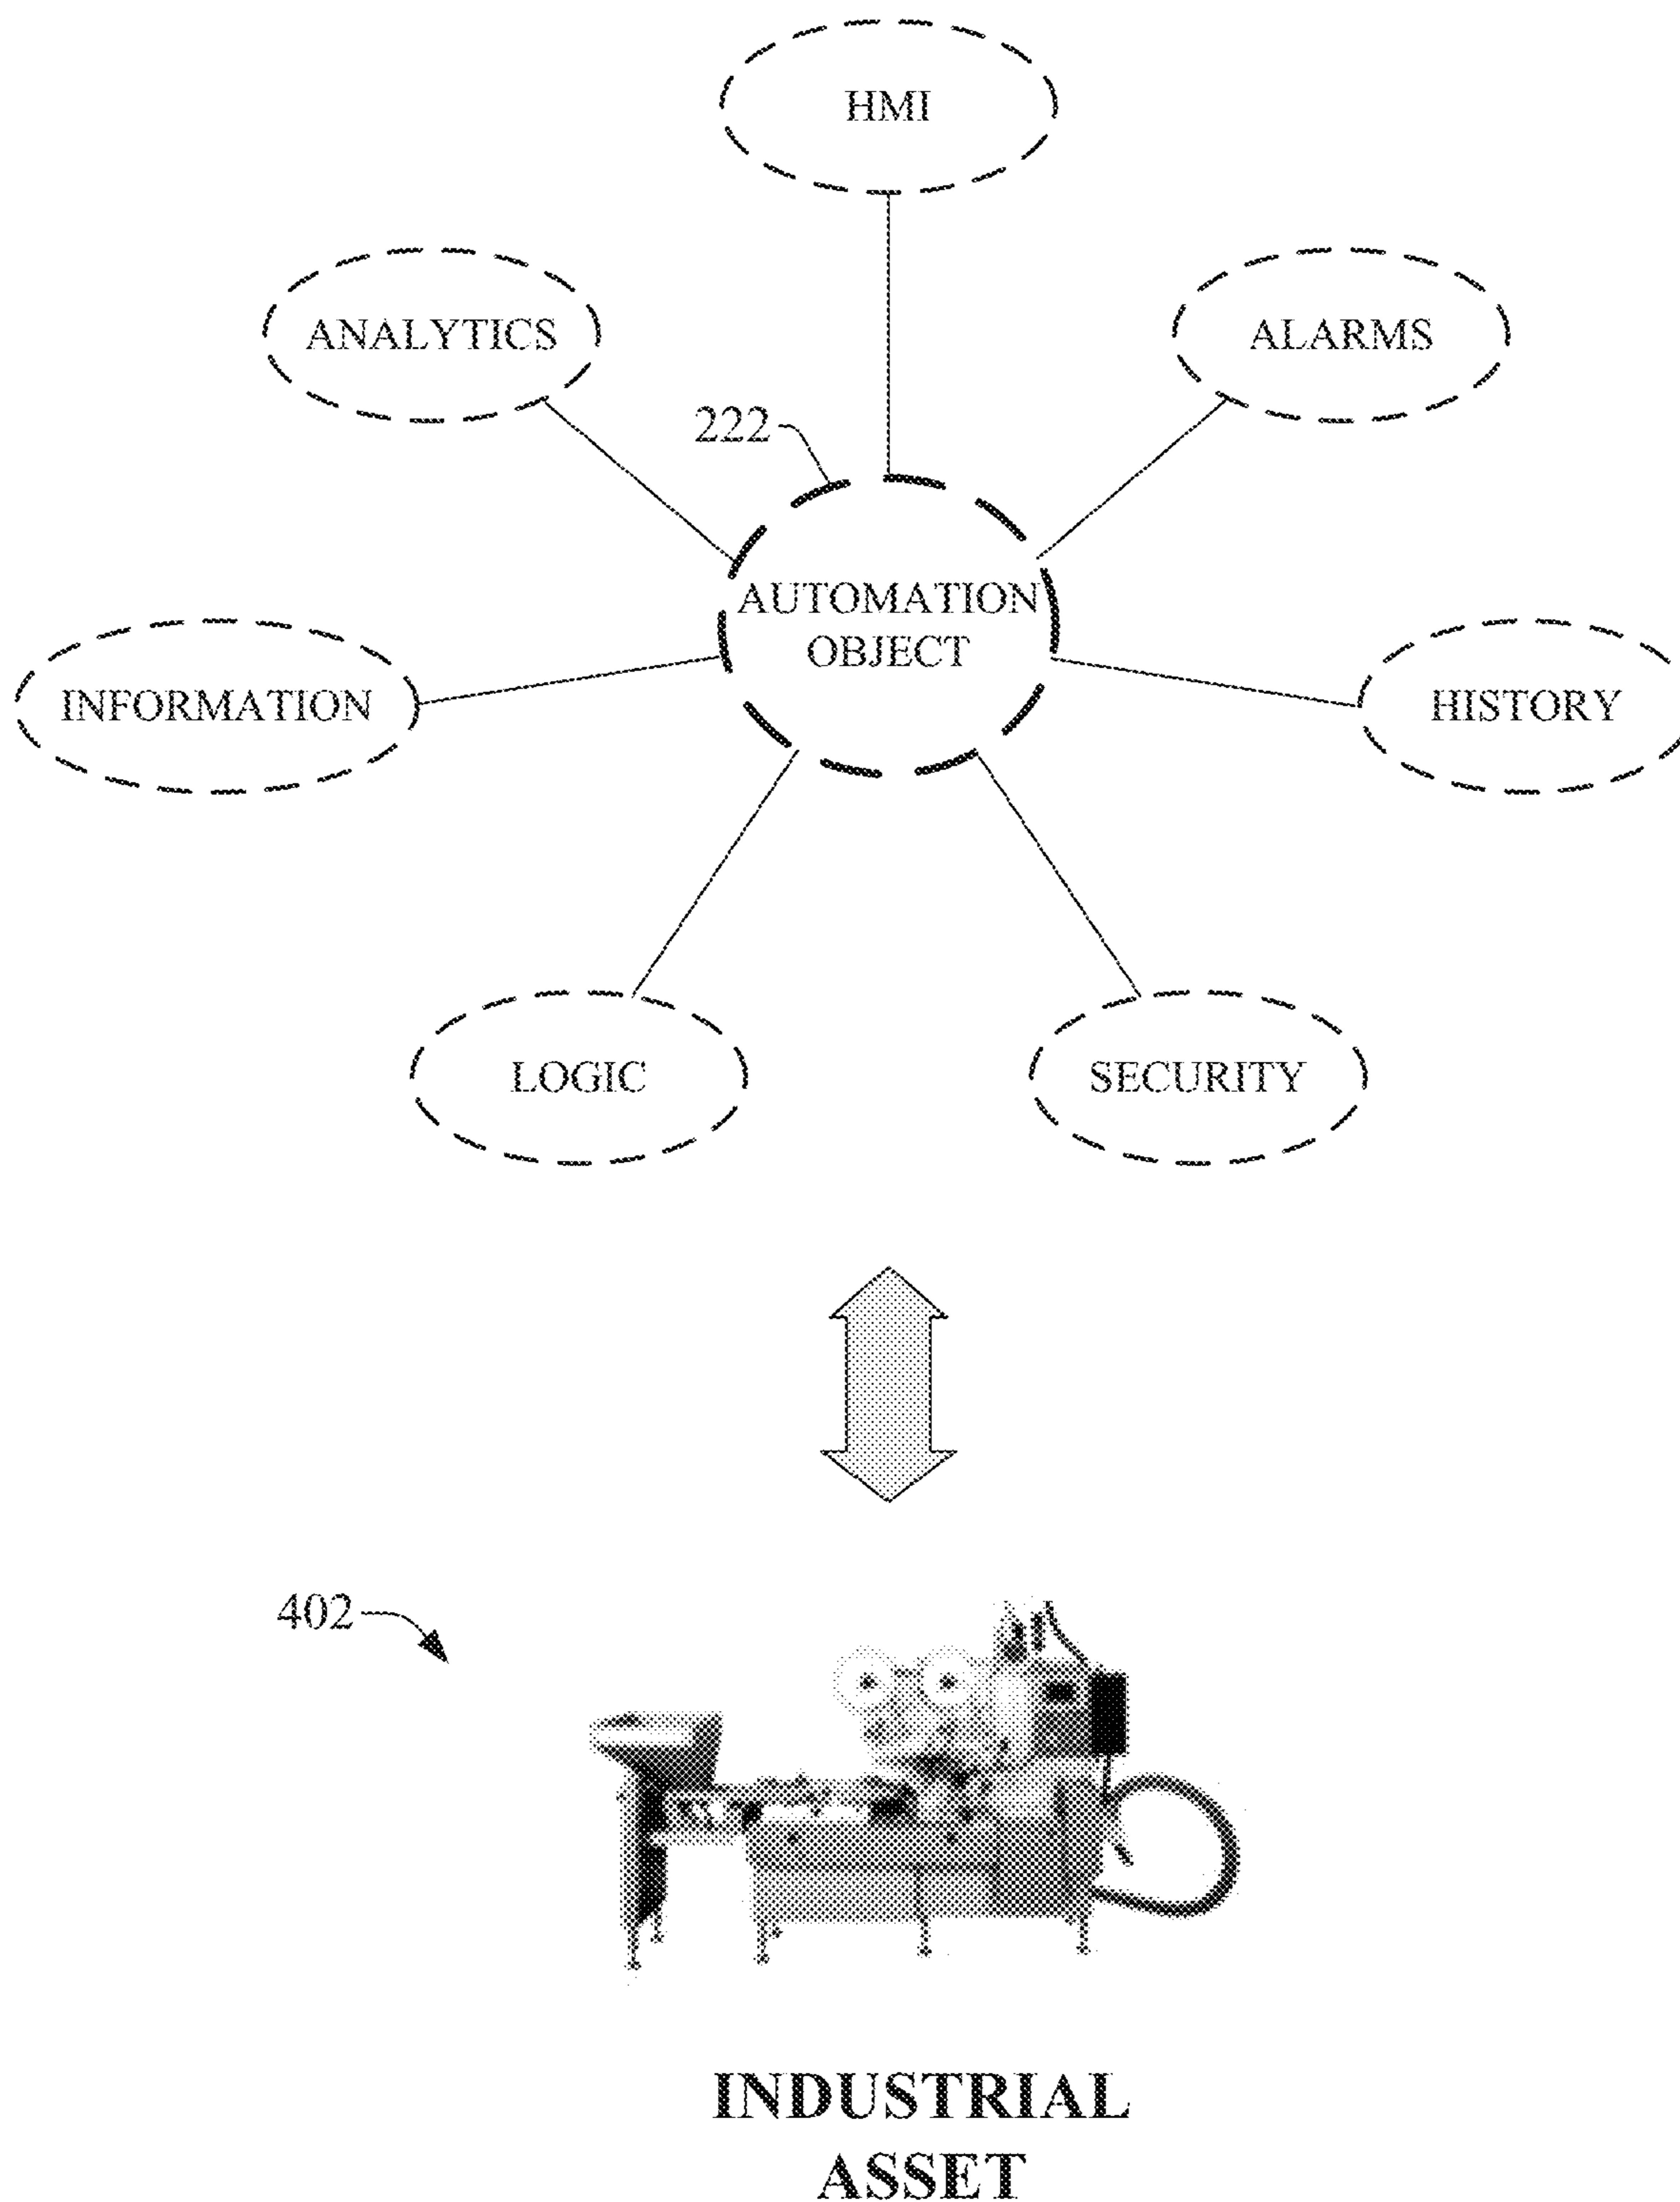 HMI
ANALYTICS
ALARMS
222
AUTOMATION
OBJECT
INFORMATION
HISTORY
LOGIC
SECURITY
402
INDUSTRIAL
ASSET